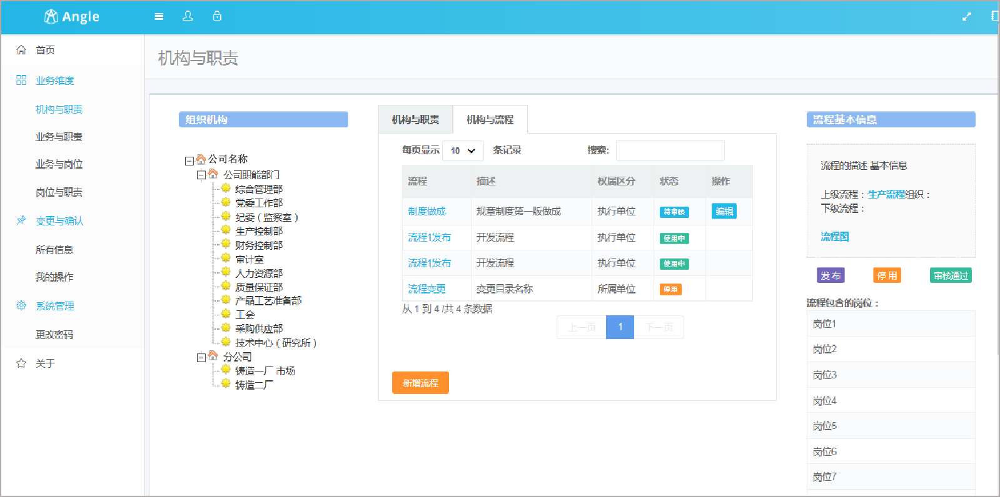 Angle
首页
业务维度
机构与职责
业务与职责
业务与岗位
岗位与职责
变更与确认
所有信息
我的操作
系统管理
更改密码
关于
机构与职责
组织机构
公司名称
公司职能部门
综合管理部
党委工作部
纪委（监察室）
生产控制部
财务控制部
审计室
人力资源部
质量保证部
产品工艺准备部
工会
采购供应部
技术中心（研究所）
分公司
铸造一厂 市场
铸造二厂
机构与职责 机构与流程
每页显示 10 条记录 搜索:
流程 描述 权属区分 状态 操作
制度做成 规章制度第一版做成 执行单位 待审核 编辑
流程1发布 开发流程 执行单位 使用中
流程1发布 开发流程 执行单位 使用中
流程变更 变更目录名称 所属单位 停用
从 1 到 4 /共 4 条数据
上一页 1 下一页
新增流程
流程基本信息
流程的描述 基本信息
上级流程：生产流程组织：
下级流程：
流程图
发 布 停 用 审核通过
流程包含的岗位：
岗位1
岗位2
岗位3
岗位4
岗位5
岗位6
岗位7